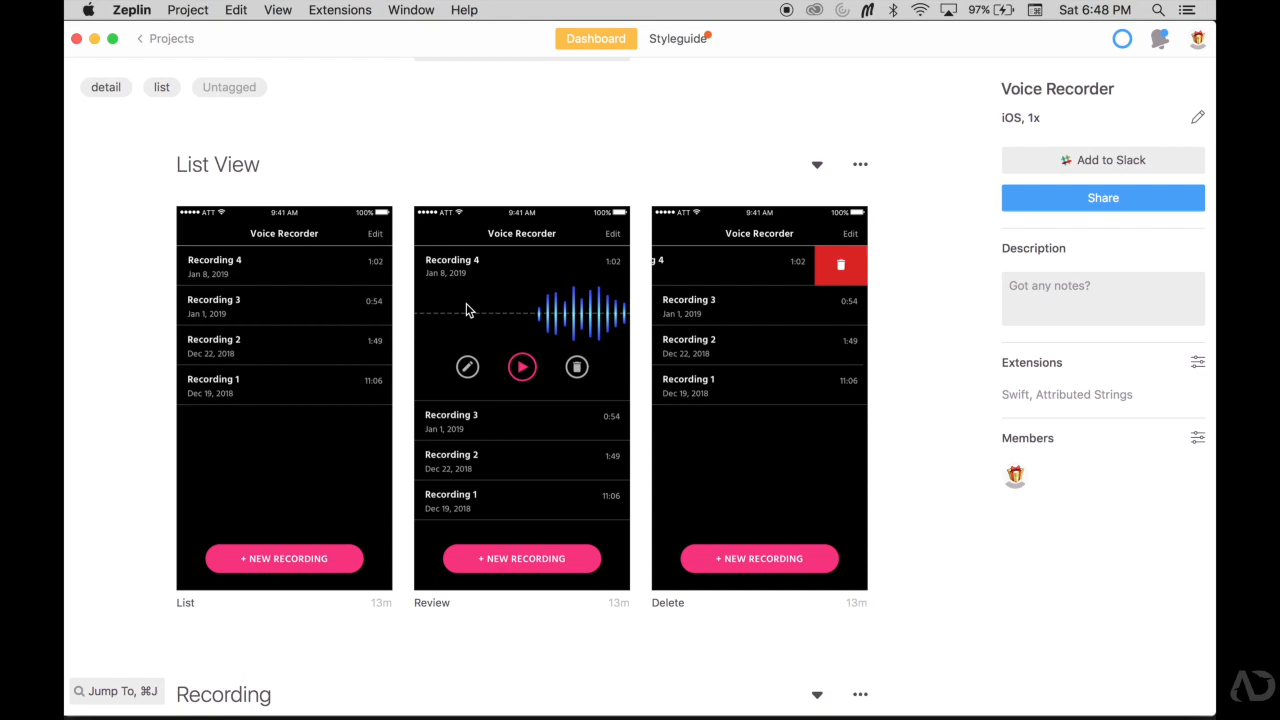 Zeplin Project Edit View Extensions Window Help 97% Sat 6:48 PM
Projects Dashboard Styleguide
detail list Untagged
List View
ATT 9:41 AM 100%
Voice Recorder Edit
Recording 4 1:02
Jan 8, 2019
Recording 3 0:54
Jan 1, 2019
Recording 2 1:49
Dec 22, 2018
Recording 1 11:06
Dec 19, 2018
+ NEW RECORDING
List 13m
ATT 9:41 AM 100%
Voice Recorder Edit
Recording 4 1:02
Jan 8, 2019
Recording 3 0:54
Jan 1, 2019
Recording 2 1:49
Dec 22, 2018
Recording 1 11:06
Dec 19, 2018
+ NEW RECORDING
Review 13m
ATT 9:41 AM 100%
Voice Recorder Edit
g 4 1:02
Recording 3 0:54
Jan 1, 2019
Recording 2 1:49
Dec 22, 2018
Recording 1 11:06
Dec 19, 2018
+ NEW RECORDING
Delete 13m
Jump To, ⌘J
Recording
Voice Recorder
iOS, 1x
Add to Slack
Share
Description
Got any notes?
Extensions
Swift, Attributed Strings
Members